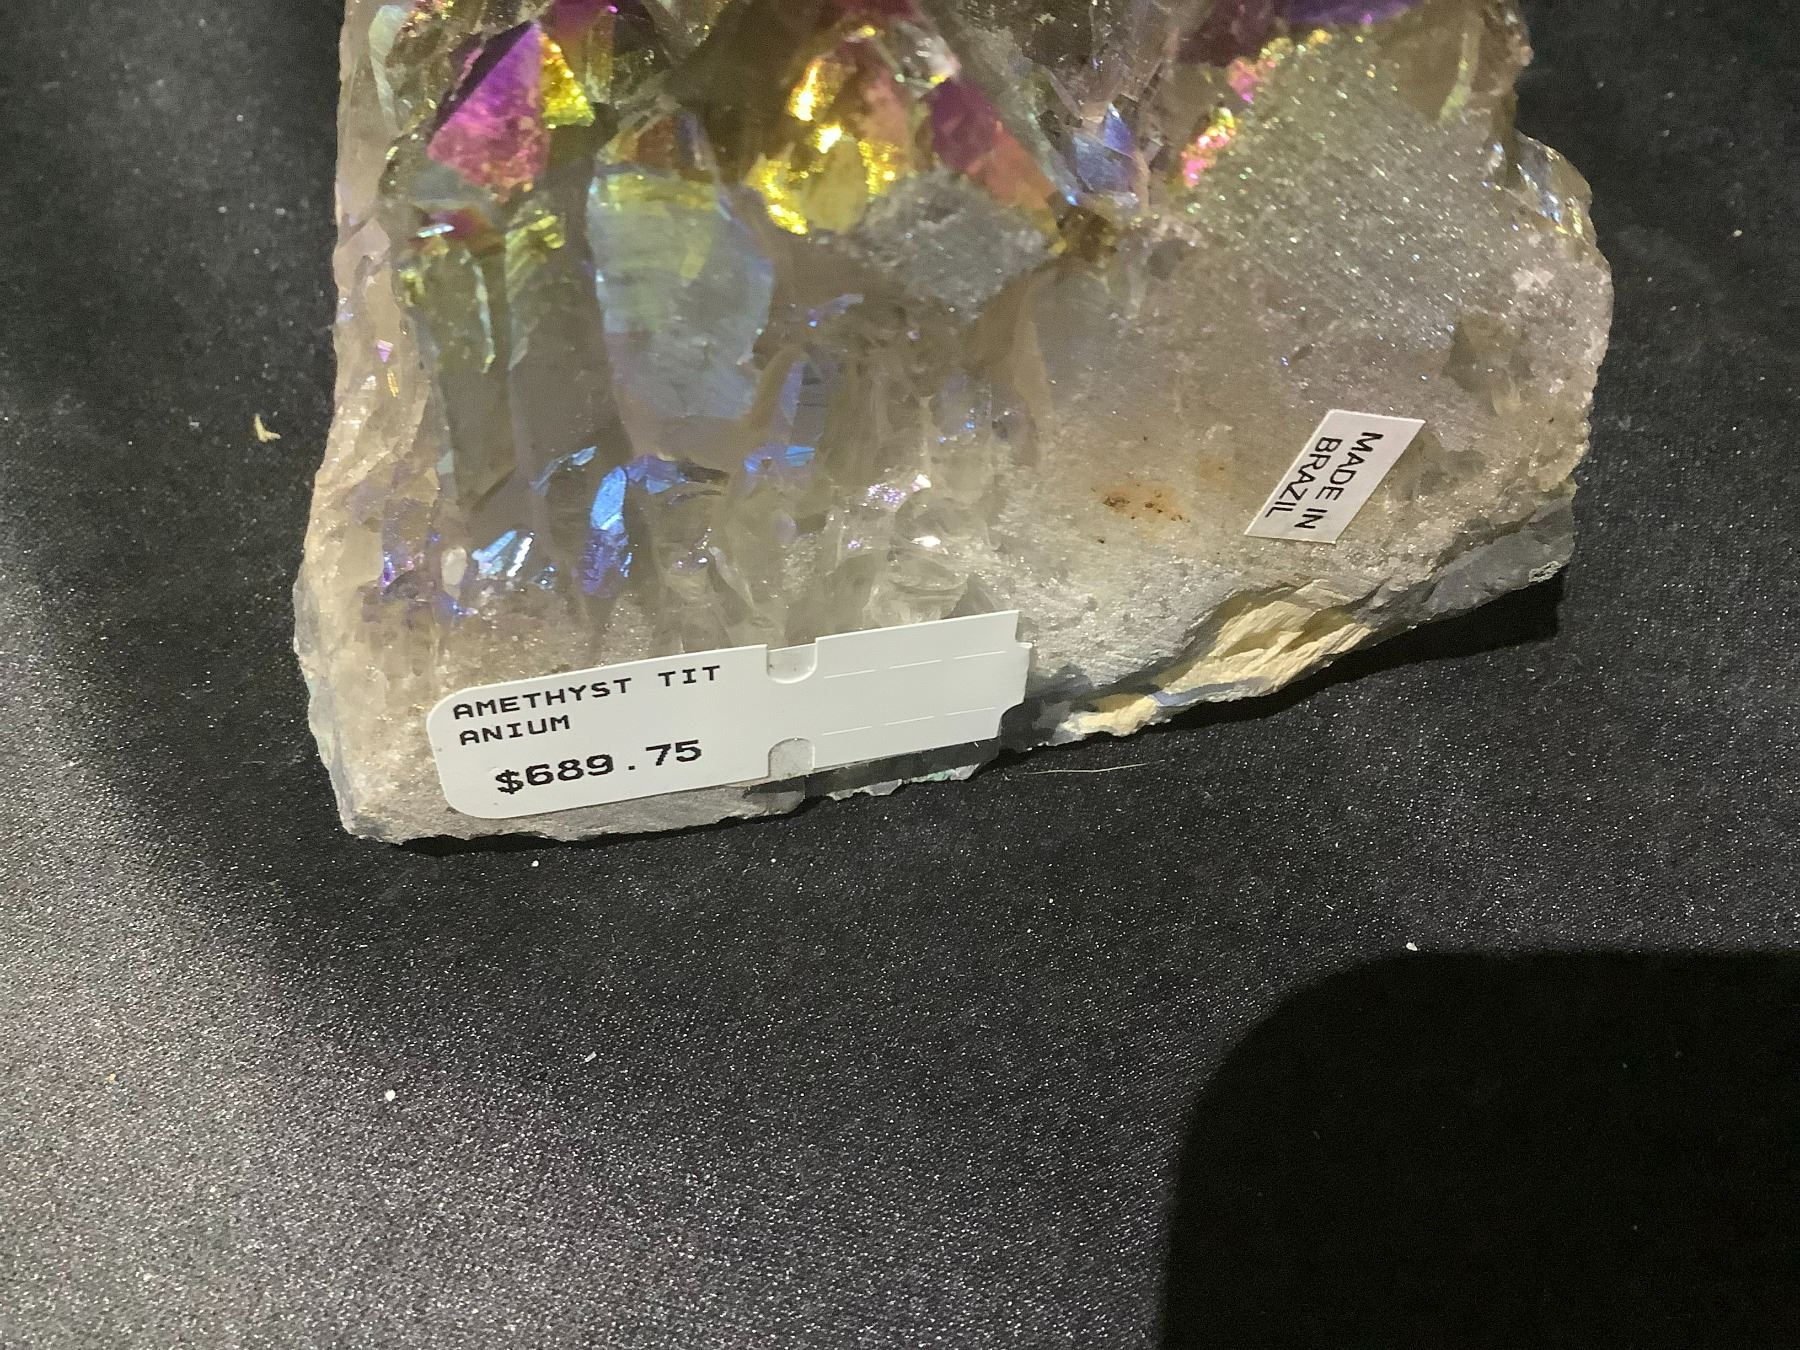 MADE IN
BRAZIL
AMETHYST TIT
ANIUM
$689.75